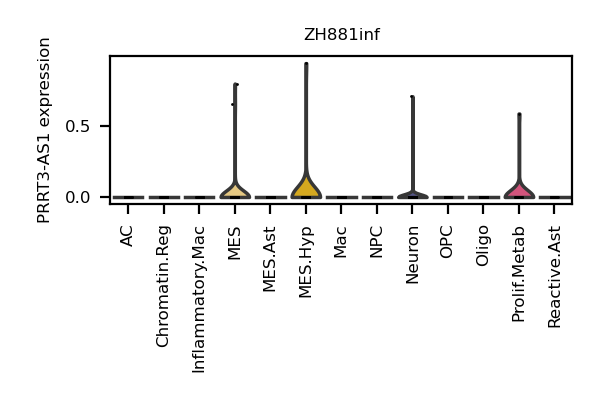 ZH881inf
PRRT3-AS1 expression
0.5
0.0
AC
Chromatin.Reg
Inflammatory.Mac
MES
MES.Ast
MES.Hyp
Mac
NPC
Neuron
OPC
Oligo
Prolif.Metab
Reactive.Ast